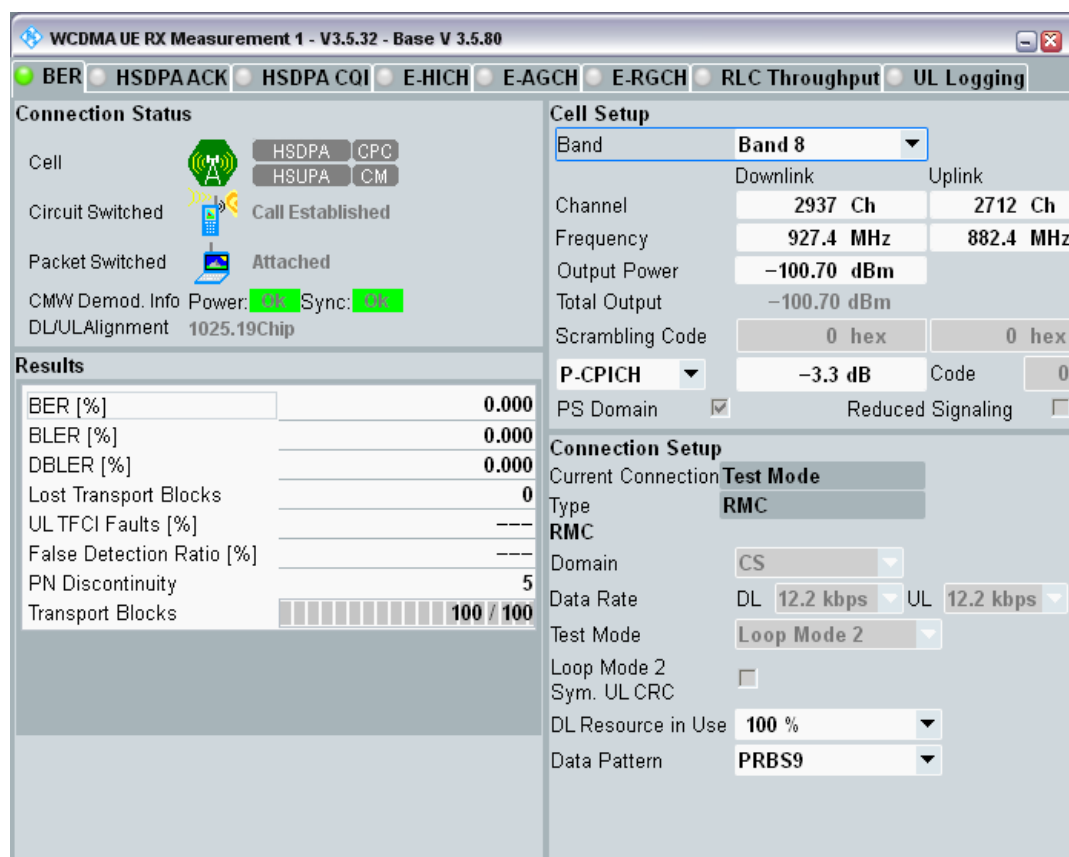 WCDMA UE RX Measurement 1 - V3.5.32 - Base V 3.5.80
BER HSDPA ACK HSDPA CQI E-HICH E-AGCH E-RGCH RLC Throughput UL Logging
Connection Status
Cell HSDPA CPC
HSUPA CM
Circuit Switched Call Established
Packet Switched Attached
CMW Demod. Info Power: Ok Sync: Ok
DL/UL Alignment 1025.19Chip
Results
BER [%] 0.000
BLER [%] 0.000
DBLER [%] 0.000
Lost Transport Blocks 0
UL TFCI Faults [%] ---
False Detection Ratio [%] ---
PN Discontinuity 5
Transport Blocks 100 / 100
Cell Setup
Band Band 8
Downlink Uplink
Channel 2937 Ch 2712 Ch
Frequency 927.4 MHz 882.4 MHz
Output Power −100.70 dBm
Total Output −100.70 dBm
Scrambling Code 0 hex 0 hex
P-CPICH −3.3 dB Code 0
PS Domain Reduced Signaling
Connection Setup
Current Connection Test Mode
Type RMC
RMC
Domain CS
Data Rate DL 12.2 kbps UL 12.2 kbps
Test Mode Loop Mode 2
Loop Mode 2
Sym. UL CRC
DL Resource in Use 100 %
Data Pattern PRBS9